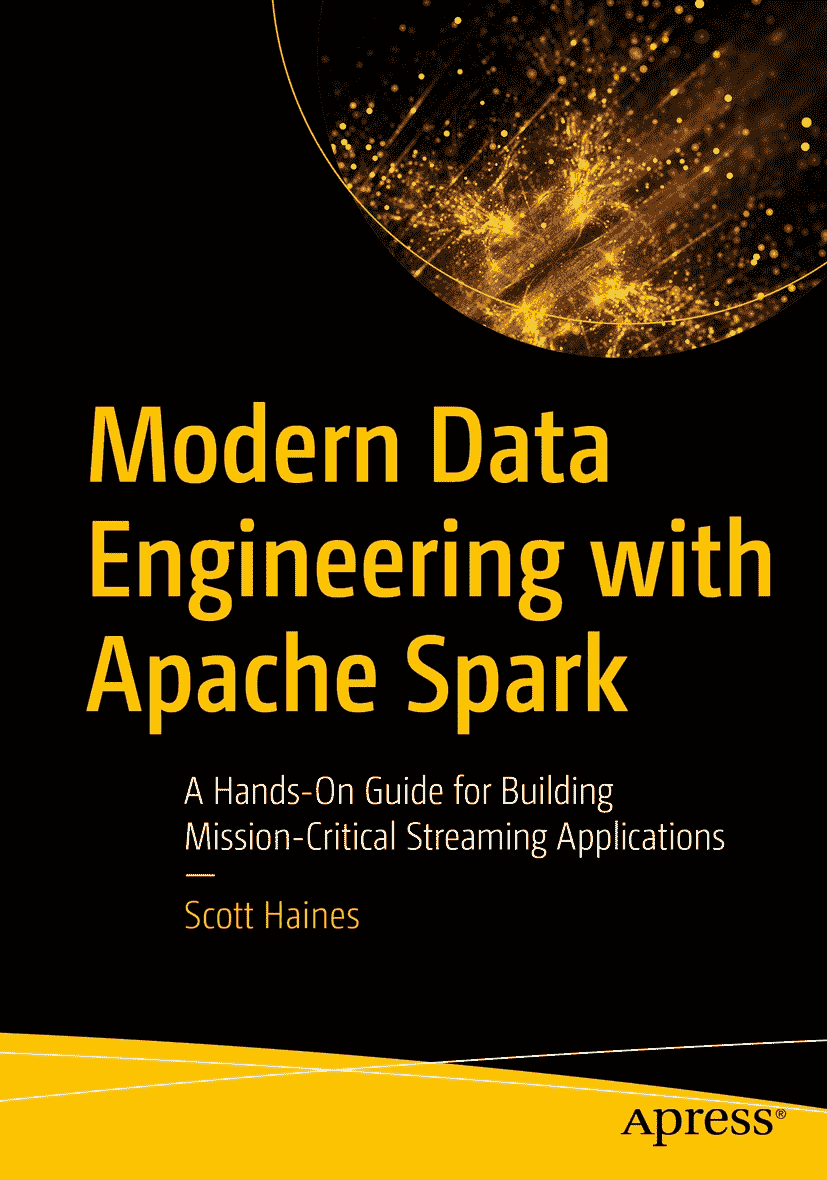 Modern Data
Engineering with
Apache Spark
A Hands-On Guide for Building
Mission-Critical Streaming Applications
Scott Haines
Apress®